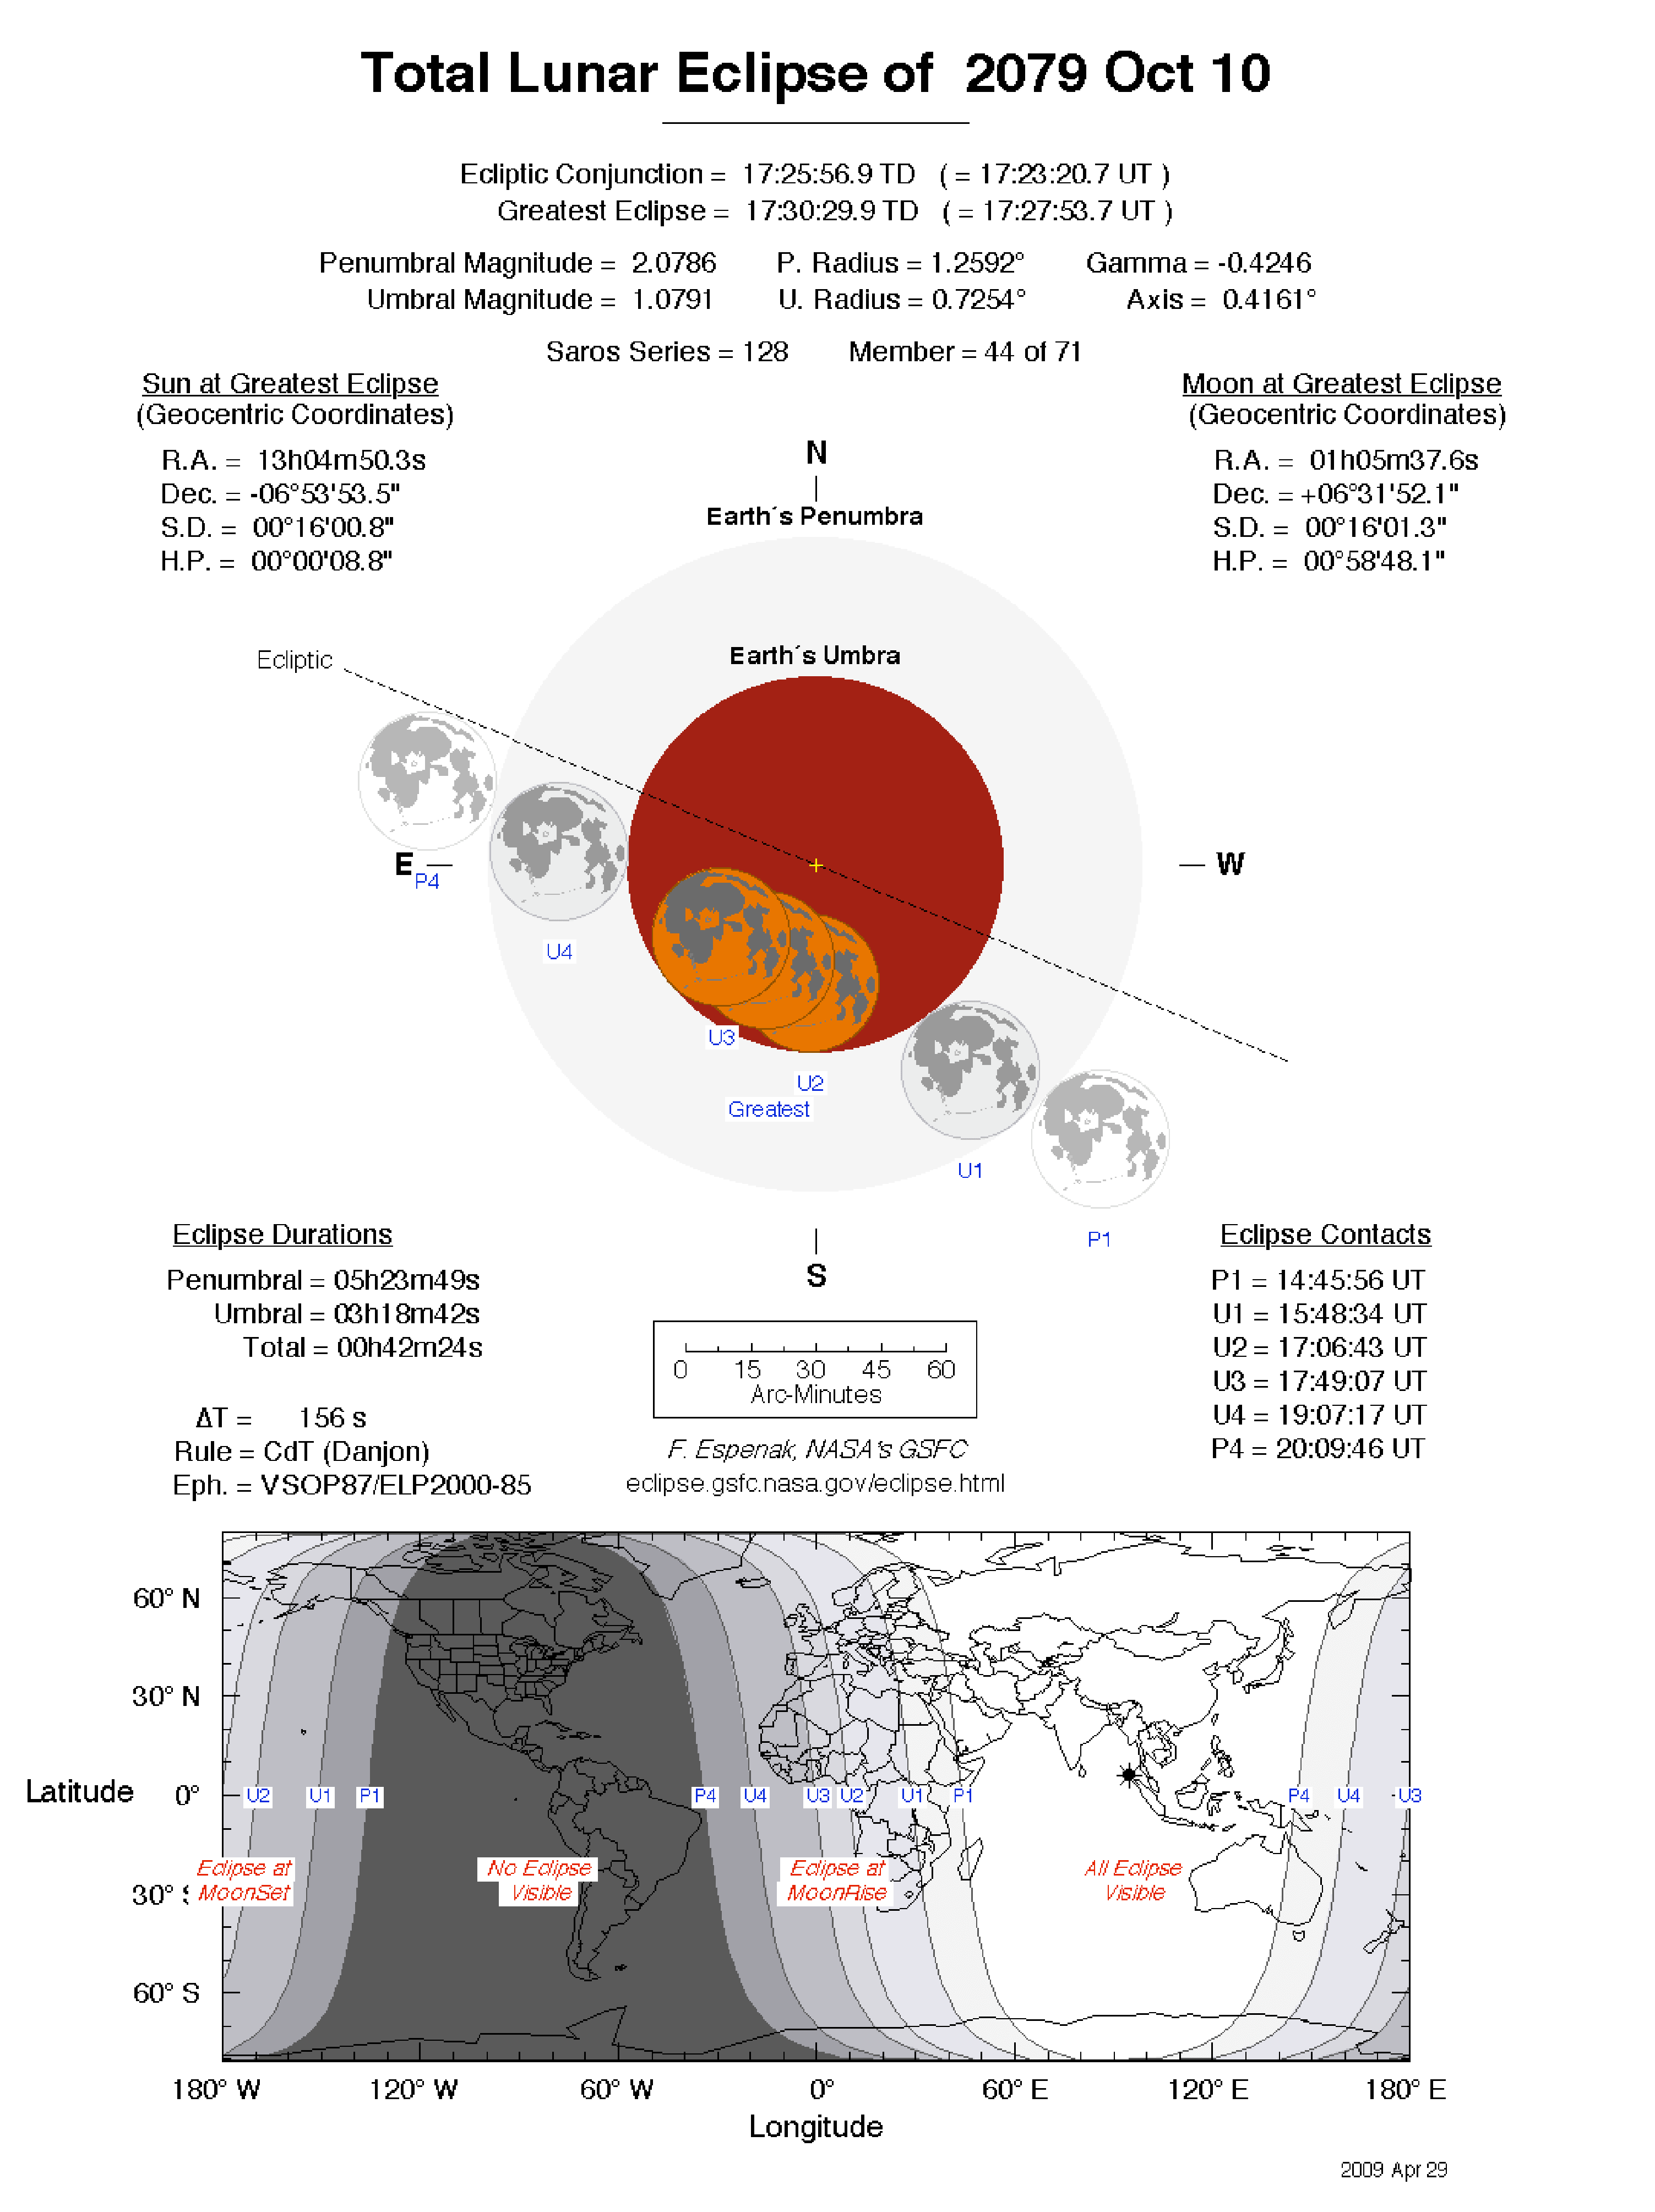 Total Lunar Eclipse of 2079 Oct 10
Ecliptic Conjunction = 17:25:56.9 TD ( = 17:23:20.7 UT )
Greatest Eclipse = 17:30:29.9 TD ( = 17:27:53.7 UT )
Penumbral Magnitude = 2.0786 P. Radius = 1.2592° Gamma = -0.4246
Umbral Magnitude = 1.0791 U. Radius = 0.7254° Axis = 0.4161°
Saros Series = 128 Member = 44 of 71
Sun at Greatest Eclipse
(Geocentric Coordinates)
R.A. = 13h04m50.3s
Dec. = -06°53'53.5"
S.D. = 00°16'00.8"
H.P. = 00°00'08.8"
Moon at Greatest Eclipse
(Geocentric Coordinates)
R.A. = 01h05m37.6s
Dec. = +06°31'52.1"
S.D. = 00°16'01.3"
H.P. = 00°58'48.1"
N
Earth´s Penumbra
Ecliptic
Earth´s Umbra
E
W
P4
U4
U3
U2
Greatest
U1
P1
S
Eclipse Durations
Penumbral = 05h23m49s
Umbral = 03h18m42s
Total = 00h42m24s
ΔT = 156 s
Rule = CdT (Danjon)
Eph. = VSOP87/ELP2000-85
0 15 30 45 60
Arc-Minutes
F. Espenak, NASA's GSFC
eclipse.gsfc.nasa.gov/eclipse.html
Eclipse Contacts
P1 = 14:45:56 UT
U1 = 15:48:34 UT
U2 = 17:06:43 UT
U3 = 17:49:07 UT
U4 = 19:07:17 UT
P4 = 20:09:46 UT
60° N
30° N
Latitude 0°
U2 U1 P1 P4 U4 U3 U2 U1 P1 P4 U4 U3
Eclipse at
MoonSet
No Eclipse
Visible
Eclipse at
MoonRise
All Eclipse
Visible
30° S
60° S
180° W 120° W 60° W 0° 60° E 120° E 180° E
Longitude
2009 Apr 29